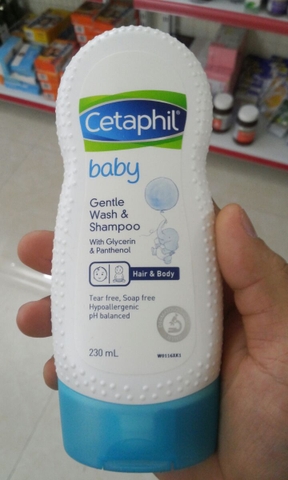 Cetaphil
baby
Gentle
Wash &
Shampoo
With Glycerin
& Panthenol
Hair & Body
Tear free, Soap free
Hypoallergenic
pH balanced
230 mL